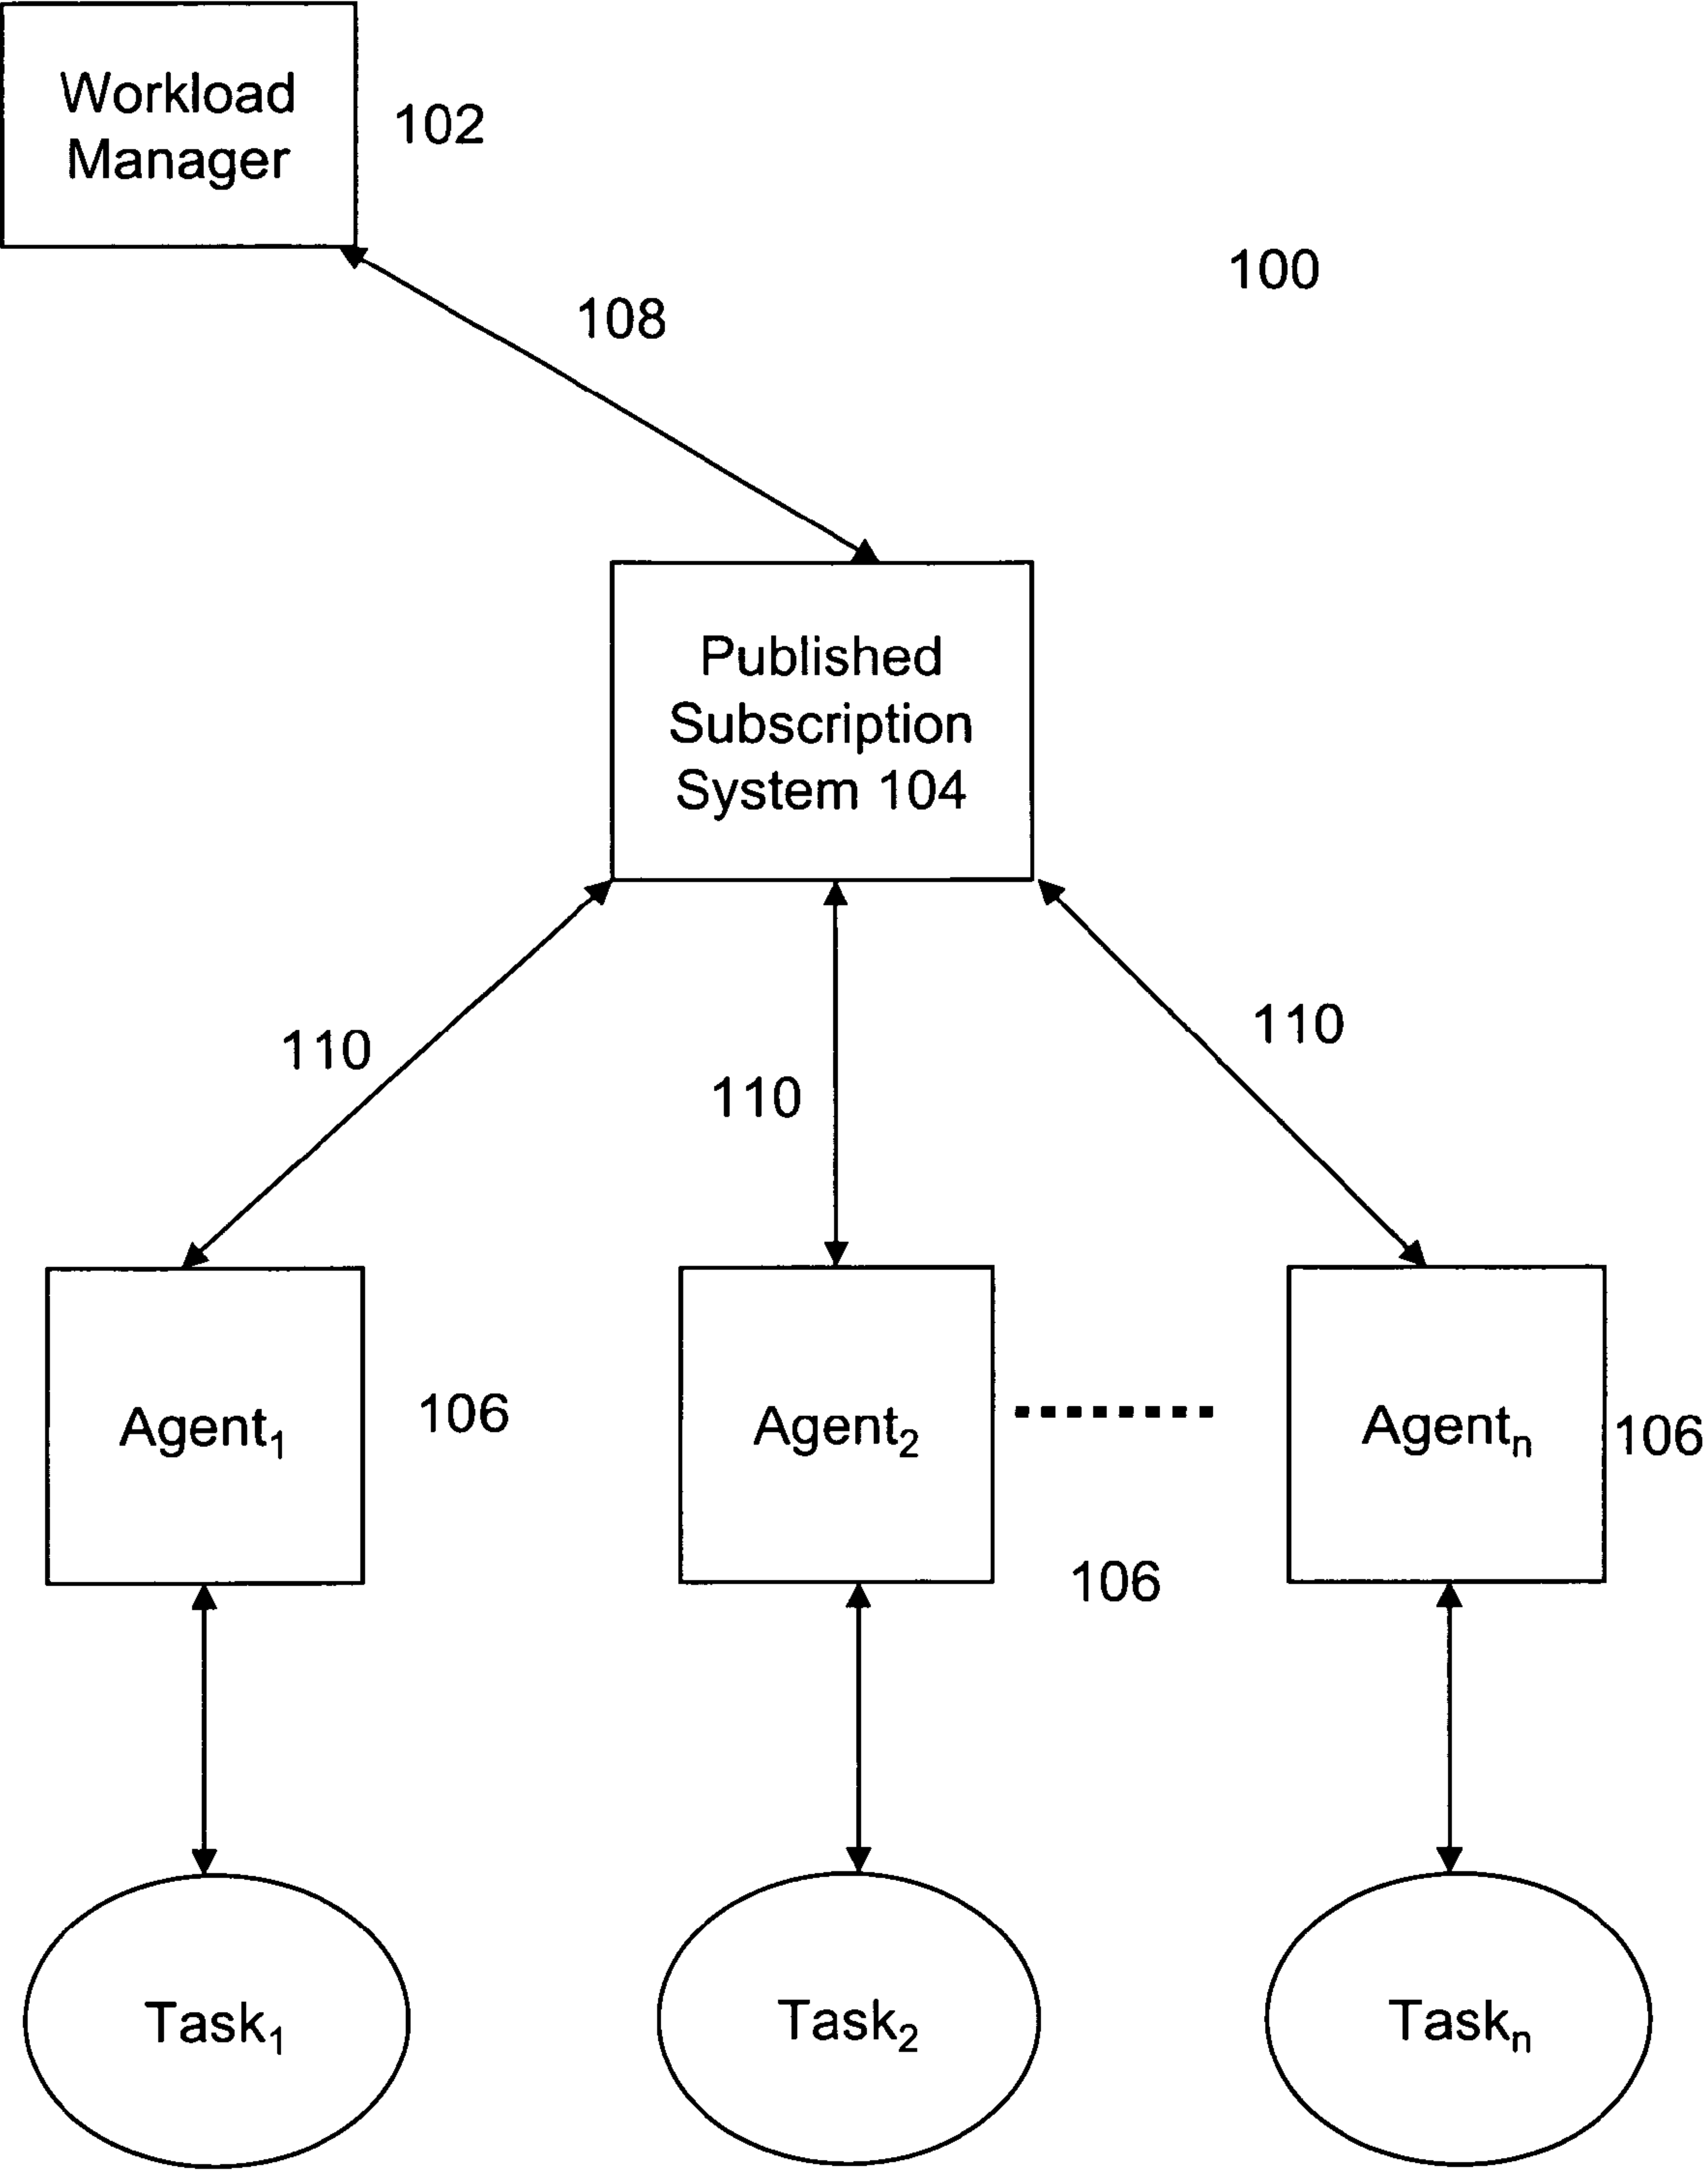 Workload
Manager
102
100
108
Published
Subscription
System 104
110
110
110
Agent₁
106
Agent₂
Agentₙ
106
106
Task₁
Task₂
Taskₙ